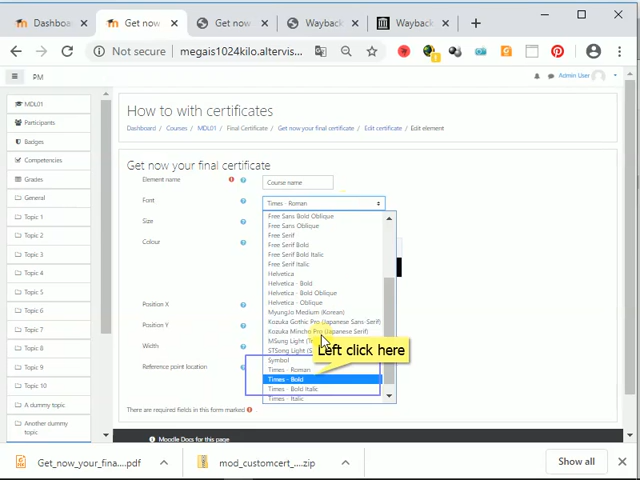 Dashboa
Get now
Get now
Wayback
Wayback
Not secure
megais1024kilo.altervis
PM
Admin User
MDL01
Participants
Badges
Competencies
Grades
General
Topic 1
Topic 2
Topic 3
Topic 4
Topic 5
Topic 6
Topic 7
Topic 8
Topic 9
Topic 10
A dummy topic
Another dummy
topic
How to with certificates
Dashboard / Courses / MDL01 / Final Certificate / Get now your final certificate / Edit certificate / Edit element
Get now your final certificate
Element name
Course name
Font
Times - Roman
Size
Colour
Position X
Position Y
Width
Reference point location
Free Sans Bold Oblique
Free Sans Oblique
Free Serif
Free Serif Bold
Free Serif Bold Italic
Free Serif Italic
Helvetica
Helvetica - Bold
Helvetica - Bold Oblique
Helvetica - Oblique
MyungJo Medium (Korean)
Kozuka Gothic Pro (Japanese Sans-Serif)
Kozuka Mincho Pro (Japanese Serif)
MSung Light
STSong Light
Left click here
Symbol
Times - Roman
Times - Bold
Times - Bold Italic
Times - Italic
There are required fields in this form marked
Moodle Docs for this page
Get_now_your_fina....pdf
mod_customcert_....zip
Show all